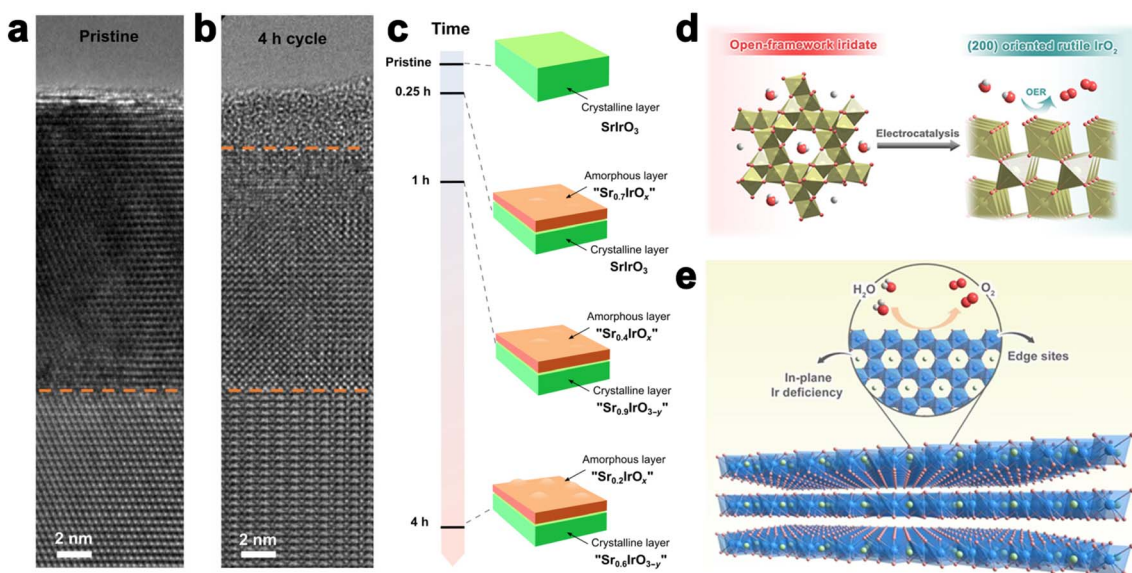 a
Pristine
2 nm
b
4 h cycle
2 nm
c
Time
Pristine
0.25 h
1 h
4 h
Crystalline layer
SrIrO₃
Amorphous layer
"Sr₀.₇IrOₓ"
Crystalline layer
SrIrO₃
Amorphous layer
"Sr₀.₄IrOₓ"
Crystalline layer
"Sr₀.₉IrO₃₋y"
Amorphous layer
"Sr₀.₂IrOₓ"
Crystalline layer
"Sr₀.₆IrO₃₋y"
d
Open-framework iridate
(200) oriented rutile IrO₂
OER
Electrocatalysis
e
H₂O
O₂
Edge sites
In-plane
Ir deficiency